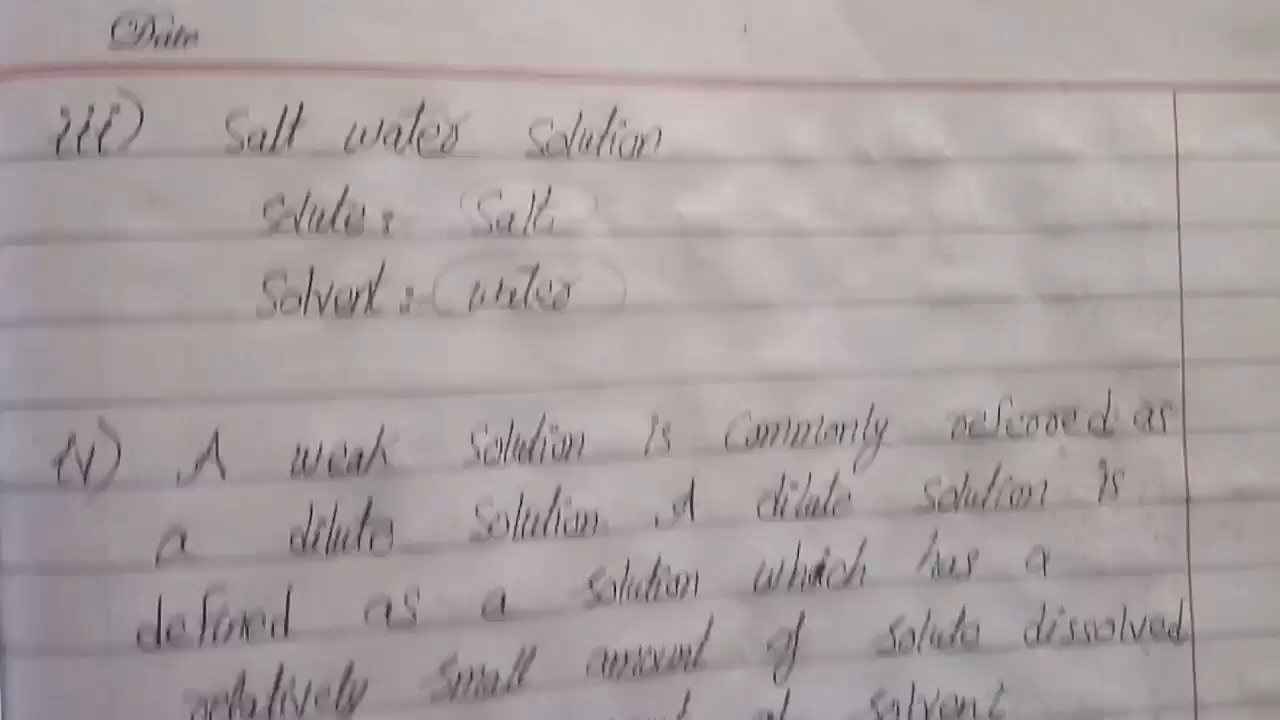 Date
iii) Salt water solution
Solute :- Salt
Solvent :- water
iv) A weak solution is commonly referred as
a dilute solution. A dilute solution is
defined as a solution which has a
relatively small amount of solute dissolved
of solvent